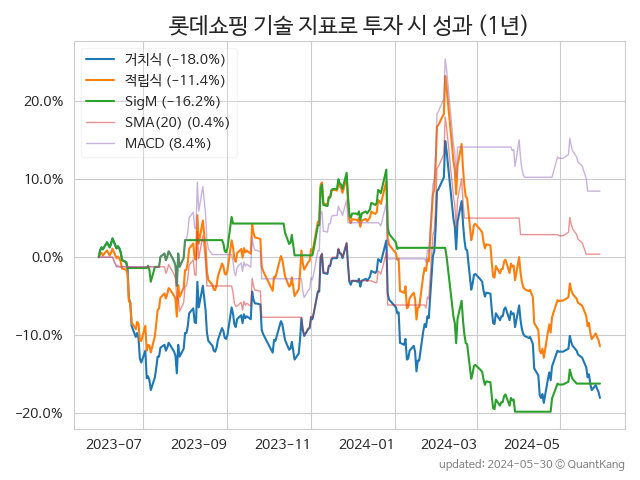 롯데쇼핑 기술 지표로 투자 시 성과 (1년)
거치식 (-18.0%)
적립식 (-11.4%)
SigM (-16.2%)
SMA(20) (0.4%)
MACD (8.4%)
20.0%
10.0%
0.0%
-10.0%
-20.0%
2023-07 2023-09 2023-11 2024-01 2024-03 2024-05
updated: 2024-05-30 © QuantKang